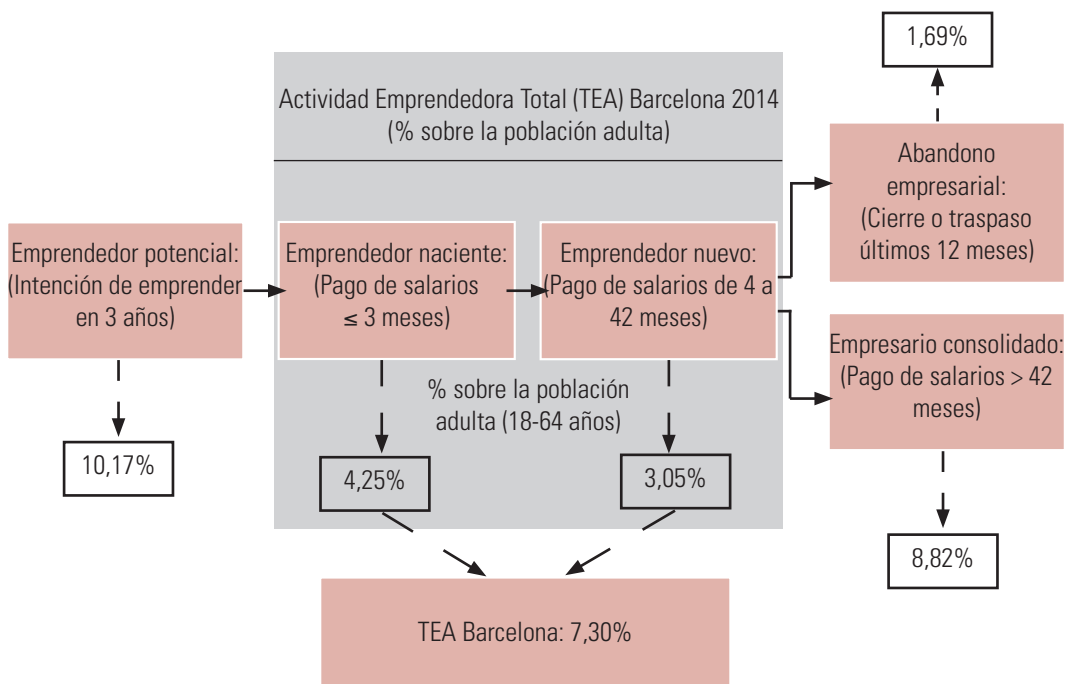 1,69%
Actividad Emprendedora Total (TEA) Barcelona 2014
(% sobre la población adulta)
Abandono
empresarial:
(Cierre o traspaso
últimos 12 meses)
Emprendedor potencial:
(Intención de emprender
en 3 años)
Emprendedor naciente:
(Pago de salarios
≤ 3 meses)
Emprendedor nuevo:
(Pago de salarios de 4 a
42 meses)
Empresario consolidado:
(Pago de salarios > 42
meses)
% sobre la población
adulta (18-64 años)
10,17%
4,25%
3,05%
8,82%
TEA Barcelona: 7,30%